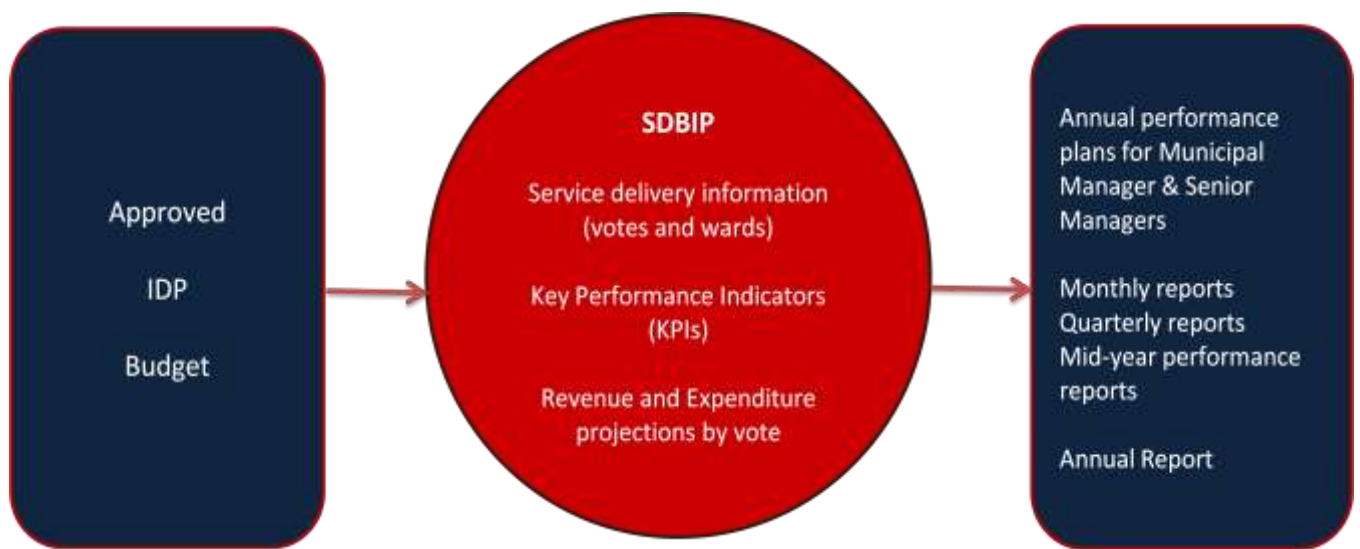 Approved
IDP
Budget
SDBIP
Service delivery information
(votes and wards)
Key Performance Indicators
(KPIs)
Revenue and Expenditure
projections by vote
Annual performance
plans for Municipal
Manager & Senior
Managers
Monthly reports
Quarterly reports
Mid-year performance
reports
Annual Report